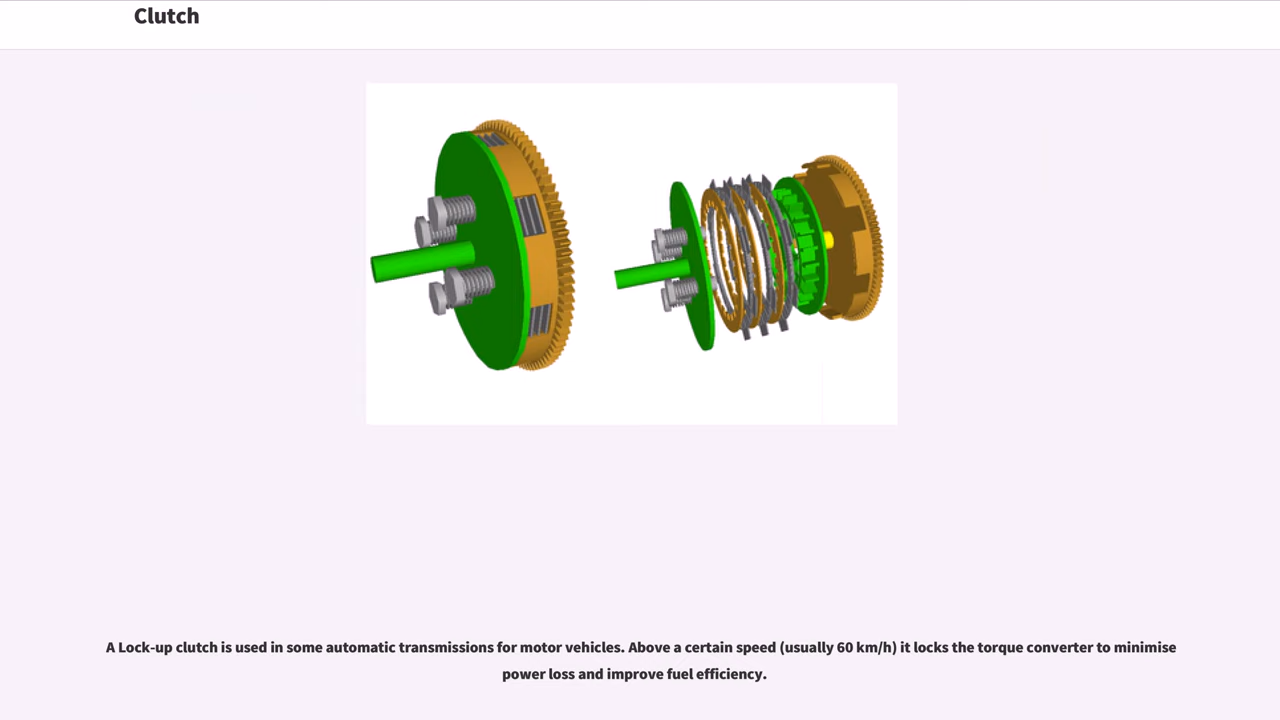 Clutch
A Lock-up clutch is used in some automatic transmissions for motor vehicles. Above a certain speed (usually 60 km/h) it locks the torque converter to minimise
power loss and improve fuel efficiency.